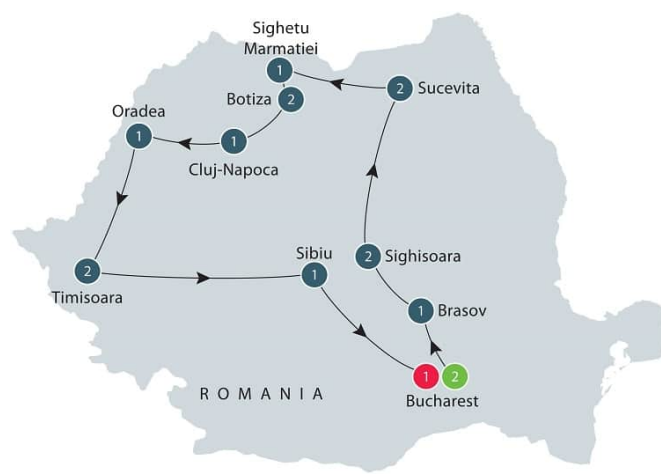 Sighetu
Marmatiei
1
2
Sucevita
Botiza
2
Oradea
1
1
Cluj-Napoca
Sibiu
2
Sighisoara
2
1
Timisoara
1
Brasov
1
2
ROMANIA
Bucharest